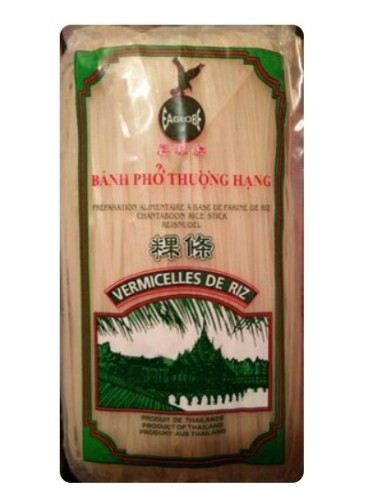 EAGLOBE
BÁNH PHỞ THƯỢNG HẠNG
PREPARATION ALIMENTAIRE A BASE DE FARINE DE RIZ
CHANTABOON RICE STICK
REISNUDEL
粿條
VERMICELLES DE RIZ
PRODUIT DE THAILANDE
PRODUCT OF THAILAND
PRODUKT AUS THAILAND